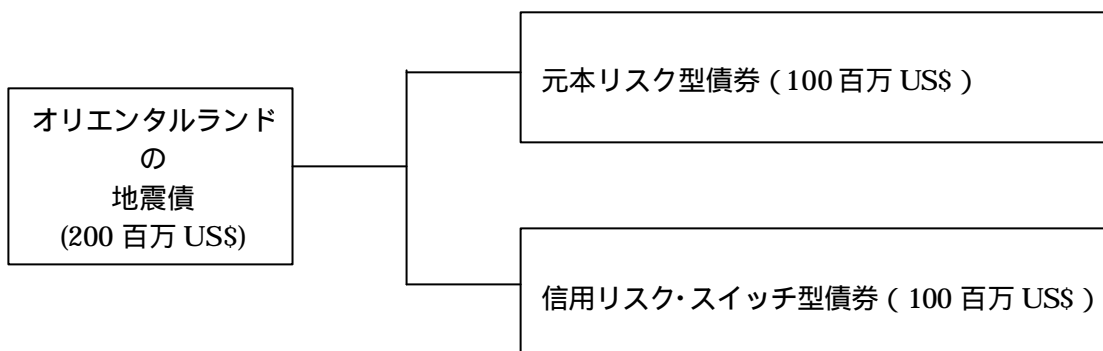 オリエンタルランド
の
地震債
(200 百万 US$)
元本リスク型債券 ( 100 百万 US$ )
信用リスク・スイッチ型債券 ( 100 百万 US$ )